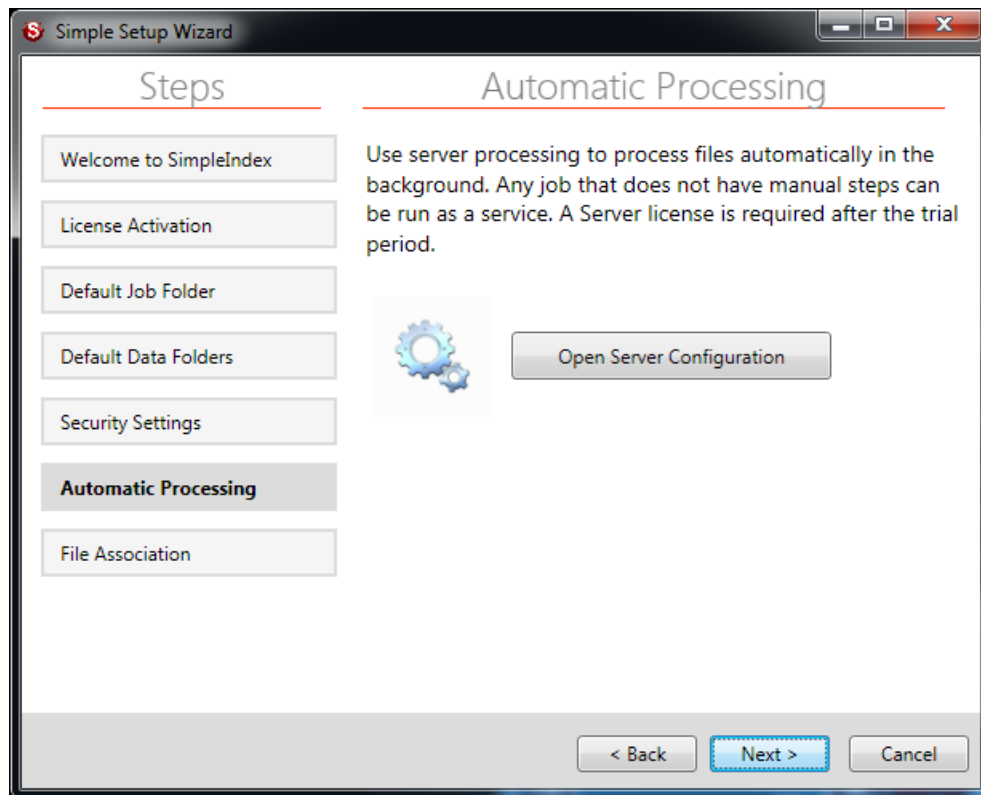 Simple Setup Wizard
Steps
Welcome to SimpleIndex
License Activation
Default Job Folder
Default Data Folders
Security Settings
Automatic Processing
File Association
Automatic Processing
Use server processing to process files automatically in the
background. Any job that does not have manual steps can
be run as a service. A Server license is required after the trial
period.
Open Server Configuration
< Back
Next >
Cancel